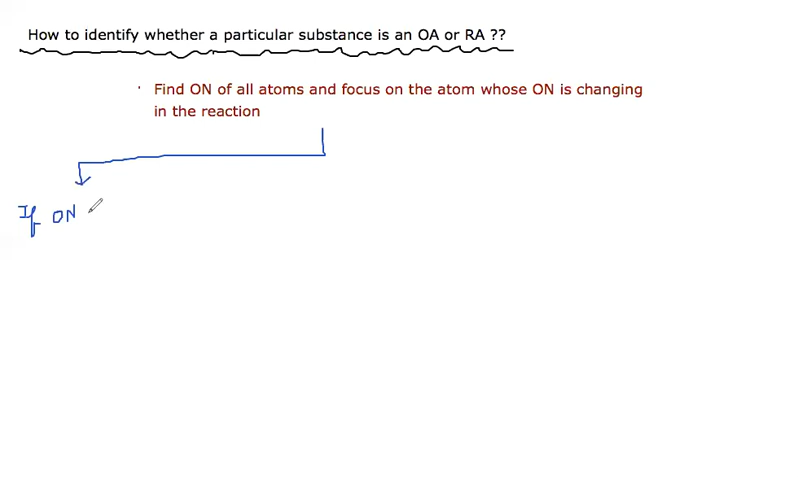 How to identify whether a particular substance is an OA or RA ??
· Find ON of all atoms and focus on the atom whose ON is changing
in the reaction
If ON